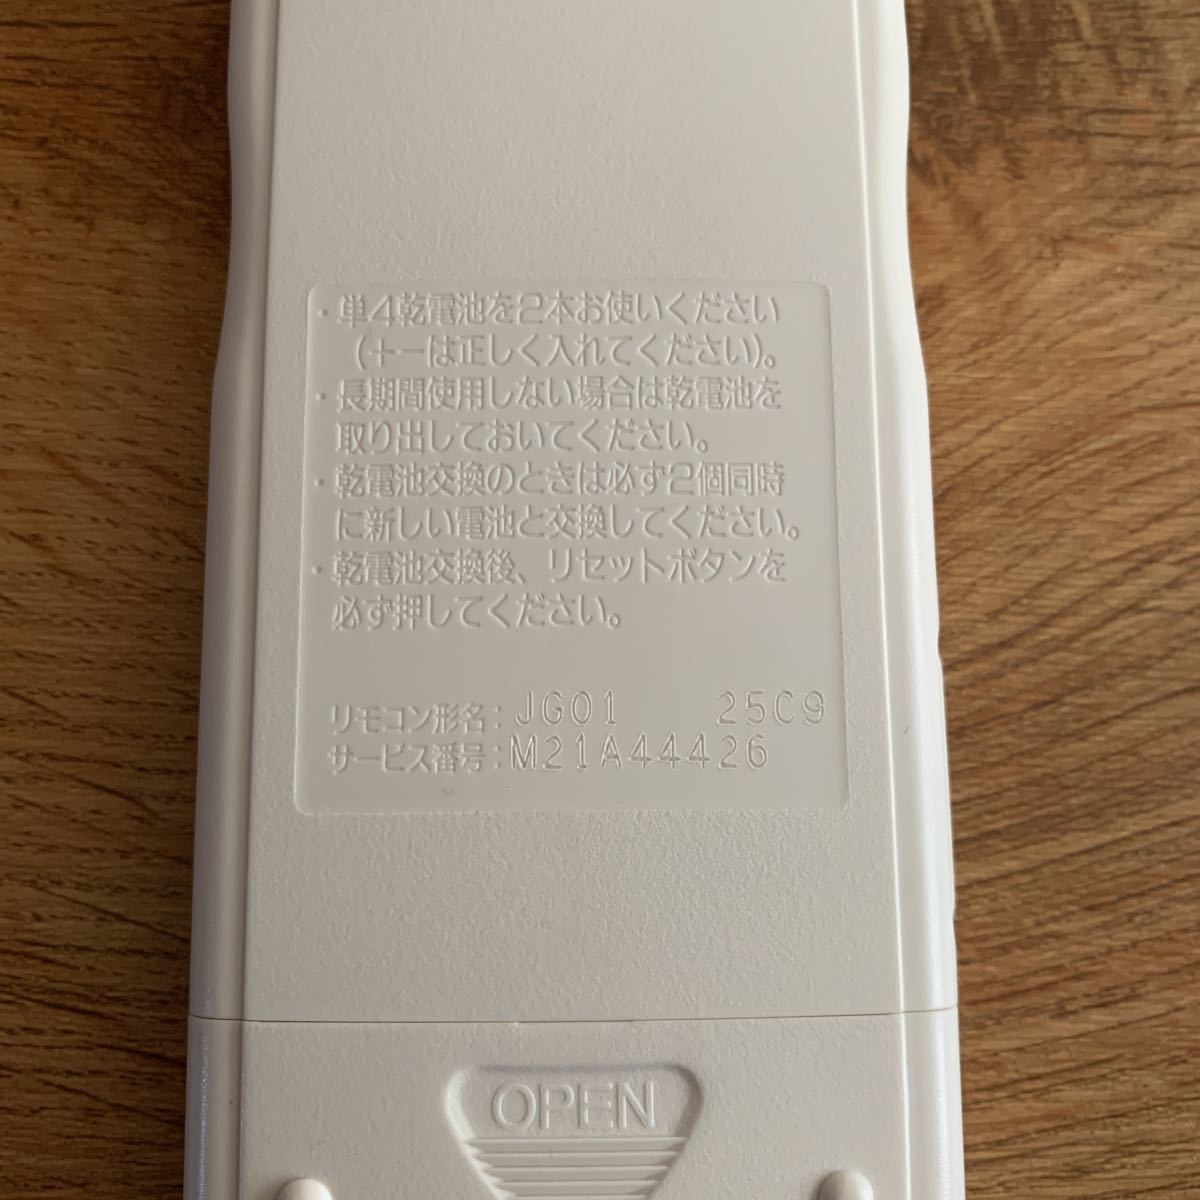 ・単4乾電池を2本お使いください
(+−は正しく入れてください)。
・長期間使用しない場合は乾電池を
取り出しておいてください。
・乾電池交換のときは必ず2個同時
に新しい電池と交換してください。
・乾電池交換後、リセットボタンを
必ず押してください。
リモコン形名：JG01 25C9
サービス番号：M21A44426
OPEN